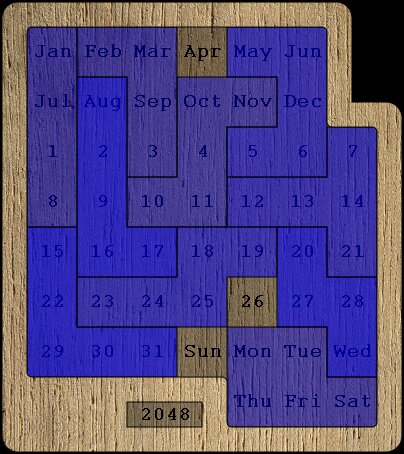 Jan Feb Mar Apr May Jun
Jul Aug Sep Oct Nov Dec
1 2 3 4 5 6 7
8 9 10 11 12 13 14
15 16 17 18 19 20 21
22 23 24 25 26 27 28
29 30 31 Sun Mon Tue Wed
Thu Fri Sat
2048